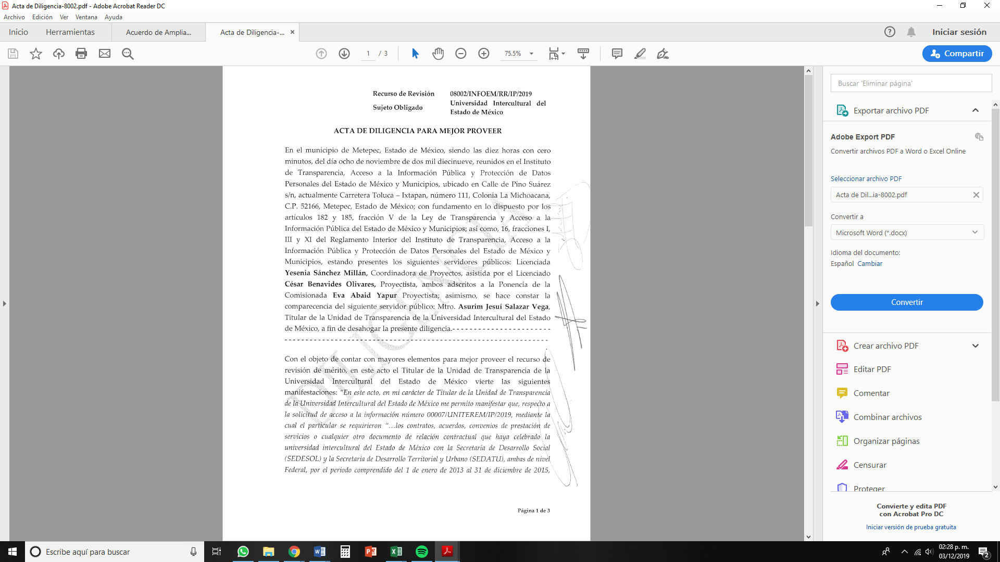 Acta de Diligencia-8002.pdf - Adobe Acrobat Reader DC
Archivo Edición Ver Ventana Ayuda
Inicio Herramientas Acuerdo de Amplia... Acta de Diligencia-... Iniciar sesión
1 / 3 75.5% Compartir
Recurso de Revisión 08002/INFOEM/RR/IP/2019
Sujeto Obligado Universidad Intercultural del
Estado de México
ACTA DE DILIGENCIA PARA MEJOR PROVEER
En el municipio de Metepec, Estado de México, siendo las diez horas con cero
minutos, del día ocho de noviembre de dos mil diecinueve, reunidos en el Instituto
de Transparencia, Acceso a la Información Pública y Protección de Datos
Personales del Estado de México y Municipios, ubicado en Calle de Pino Suárez
s/n, actualmente Carretera Toluca – Ixtapan, número 111, Colonia La Michoacana,
C.P. 52166, Metepec, Estado de México; con fundamento en lo dispuesto por los
artículos 182 y 185, fracción V de la Ley de Transparencia y Acceso a la
Información Pública del Estado de México y Municipios; así como, 16, fracciones I,
III y XI del Reglamento Interior del Instituto de Transparencia, Acceso a la
Información Pública y Protección de Datos Personales del Estado de México y
Municipios, estando presentes los siguientes servidores públicos: Licenciada
Yesenia Sánchez Millán, Coordinadora de Proyectos, asistida por el Licenciado
César Benavides Olivares, Proyectista, ambos adscritos a la Ponencia de la
Comisionada Eva Abaid Yapur Proyectista; asimismo, se hace constar la
comparecencia del siguiente servidor público: Mtro. Asurim Jesuí Salazar Vega,
Titular de la Unidad de Transparencia de la Universidad Intercultural del Estado
de México, a fin de desahogar la presente diligencia.- - - - - - - - - - - - - - - - - - - - - - - -
- - - - - - - - - - - - - - - - - - - - - - - - - - - - - - - - - - - - - - - - - - - - - - - - - - - - - - - - - - - - - - - -
Con el objeto de contar con mayores elementos para mejor proveer el recurso de
revisión de mérito, en este acto el Titular de la Unidad de Transparencia de la
Universidad Intercultural del Estado de México vierte las siguientes
manifestaciones: “En este acto, en mi carácter de Titular de la Unidad de Transparencia
de la Universidad Intercultural del Estado de México me permito manifestar que, respecto a
la solicitud de acceso a la información número 00007/UNITEREM/IP/2019, mediante la
cual el particular se requirieron “…los contratos, acuerdos, convenios de prestación de
servicios o cualquier otro documento de relación contractual que haya celebrado la
universidad intercultural del Estado de México con la Secretaría de Desarrollo Social
(SEDESOL) y la Secretaria de Desarrollo Territorial y Urbano (SEDATU), ambas de nivel
Federal, por el periodo comprendido del 1 de enero de 2013 al 31 de diciembre de 2015,
DILIGENCIA
Página 1 de 3
Buscar 'Eliminar página'
Exportar archivo PDF
Adobe Export PDF
Convertir archivos PDF a Word o Excel Online
Seleccionar archivo PDF
Acta de Dil...ia-8002.pdf
Convertir a
Microsoft Word (*.docx)
Idioma del documento:
Español Cambiar
Convertir
Crear archivo PDF
Editar PDF
Comentar
Combinar archivos
Organizar páginas
Censurar
Proteger
Convierte y edita PDF
con Acrobat Pro DC
Iniciar versión de prueba gratuita
Escribe aquí para buscar
02:28 p. m.
03/12/2019
2